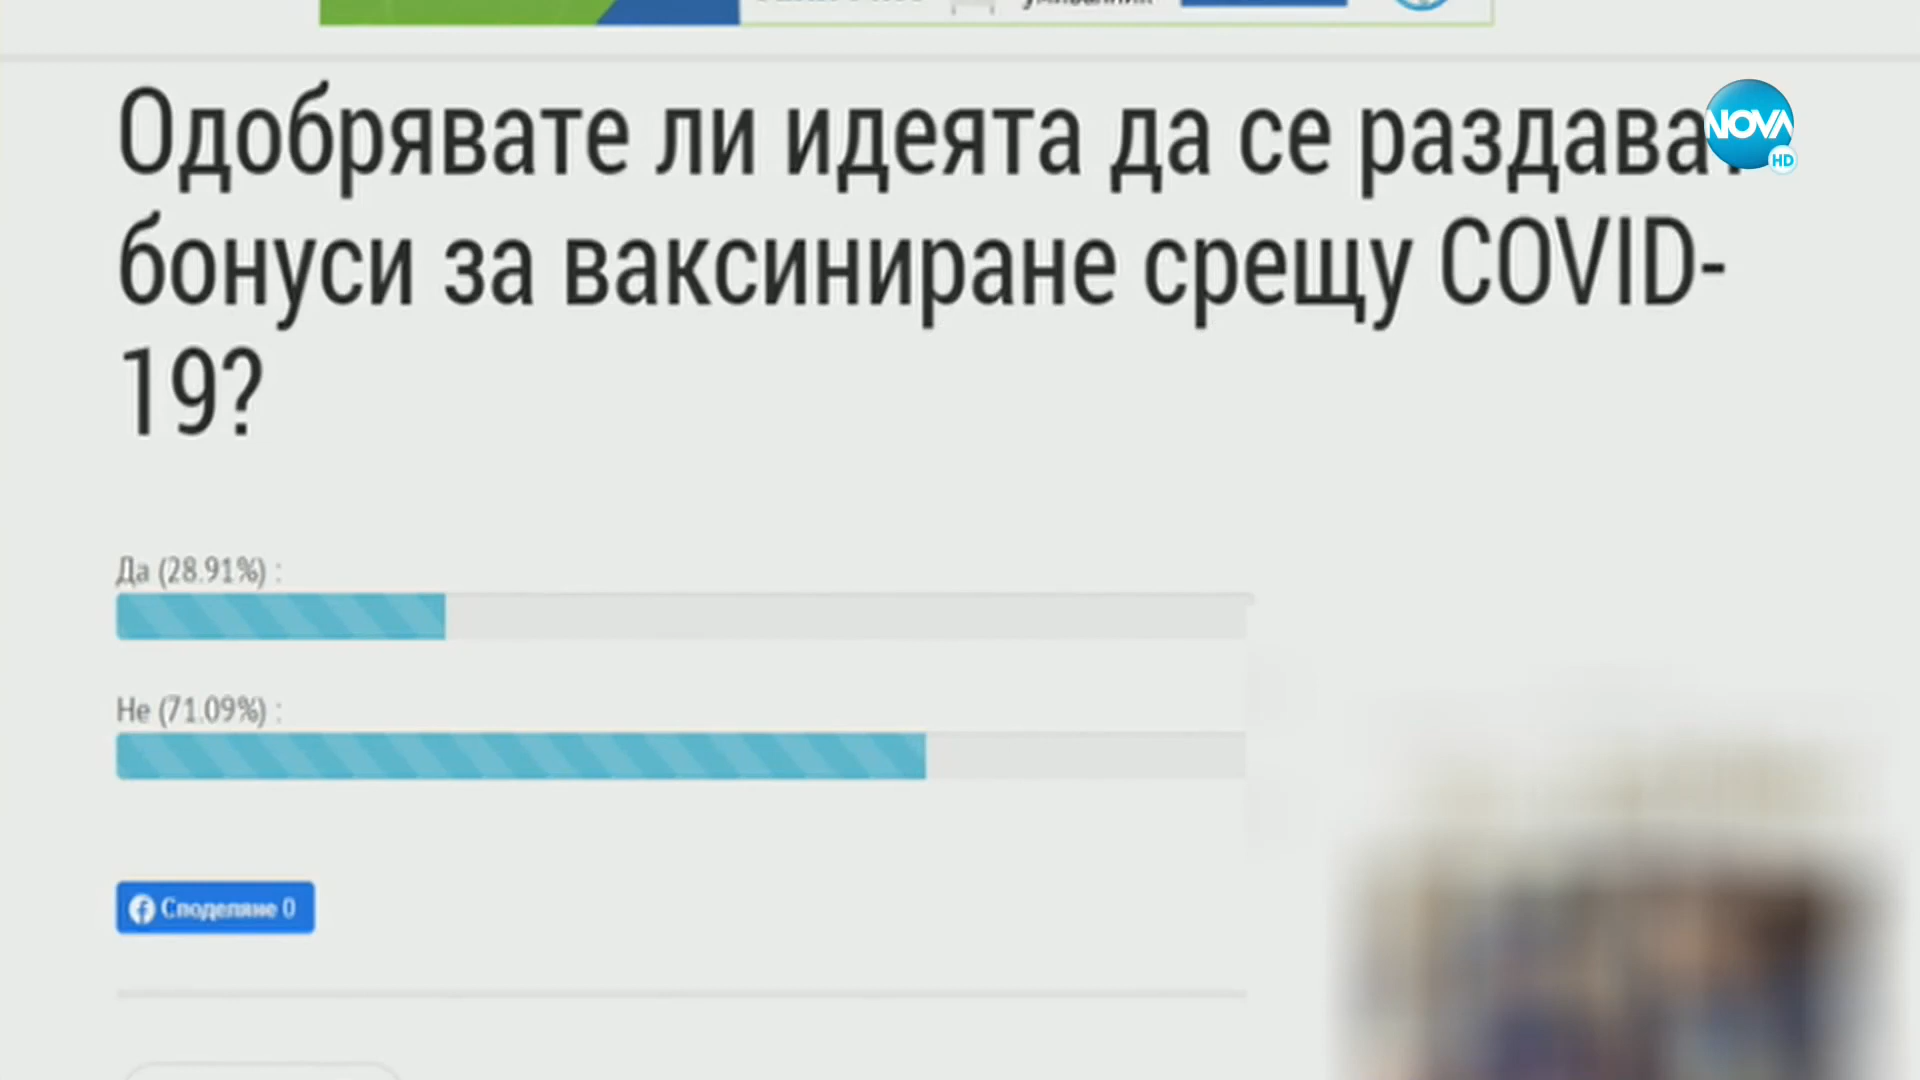 Одобрявате ли идеята да се раздават
NOVA
HD
бонуси за ваксиниране срещу COVID-
19?
Да (28.91%) :
Не (71.09%) :
Споделяне 0